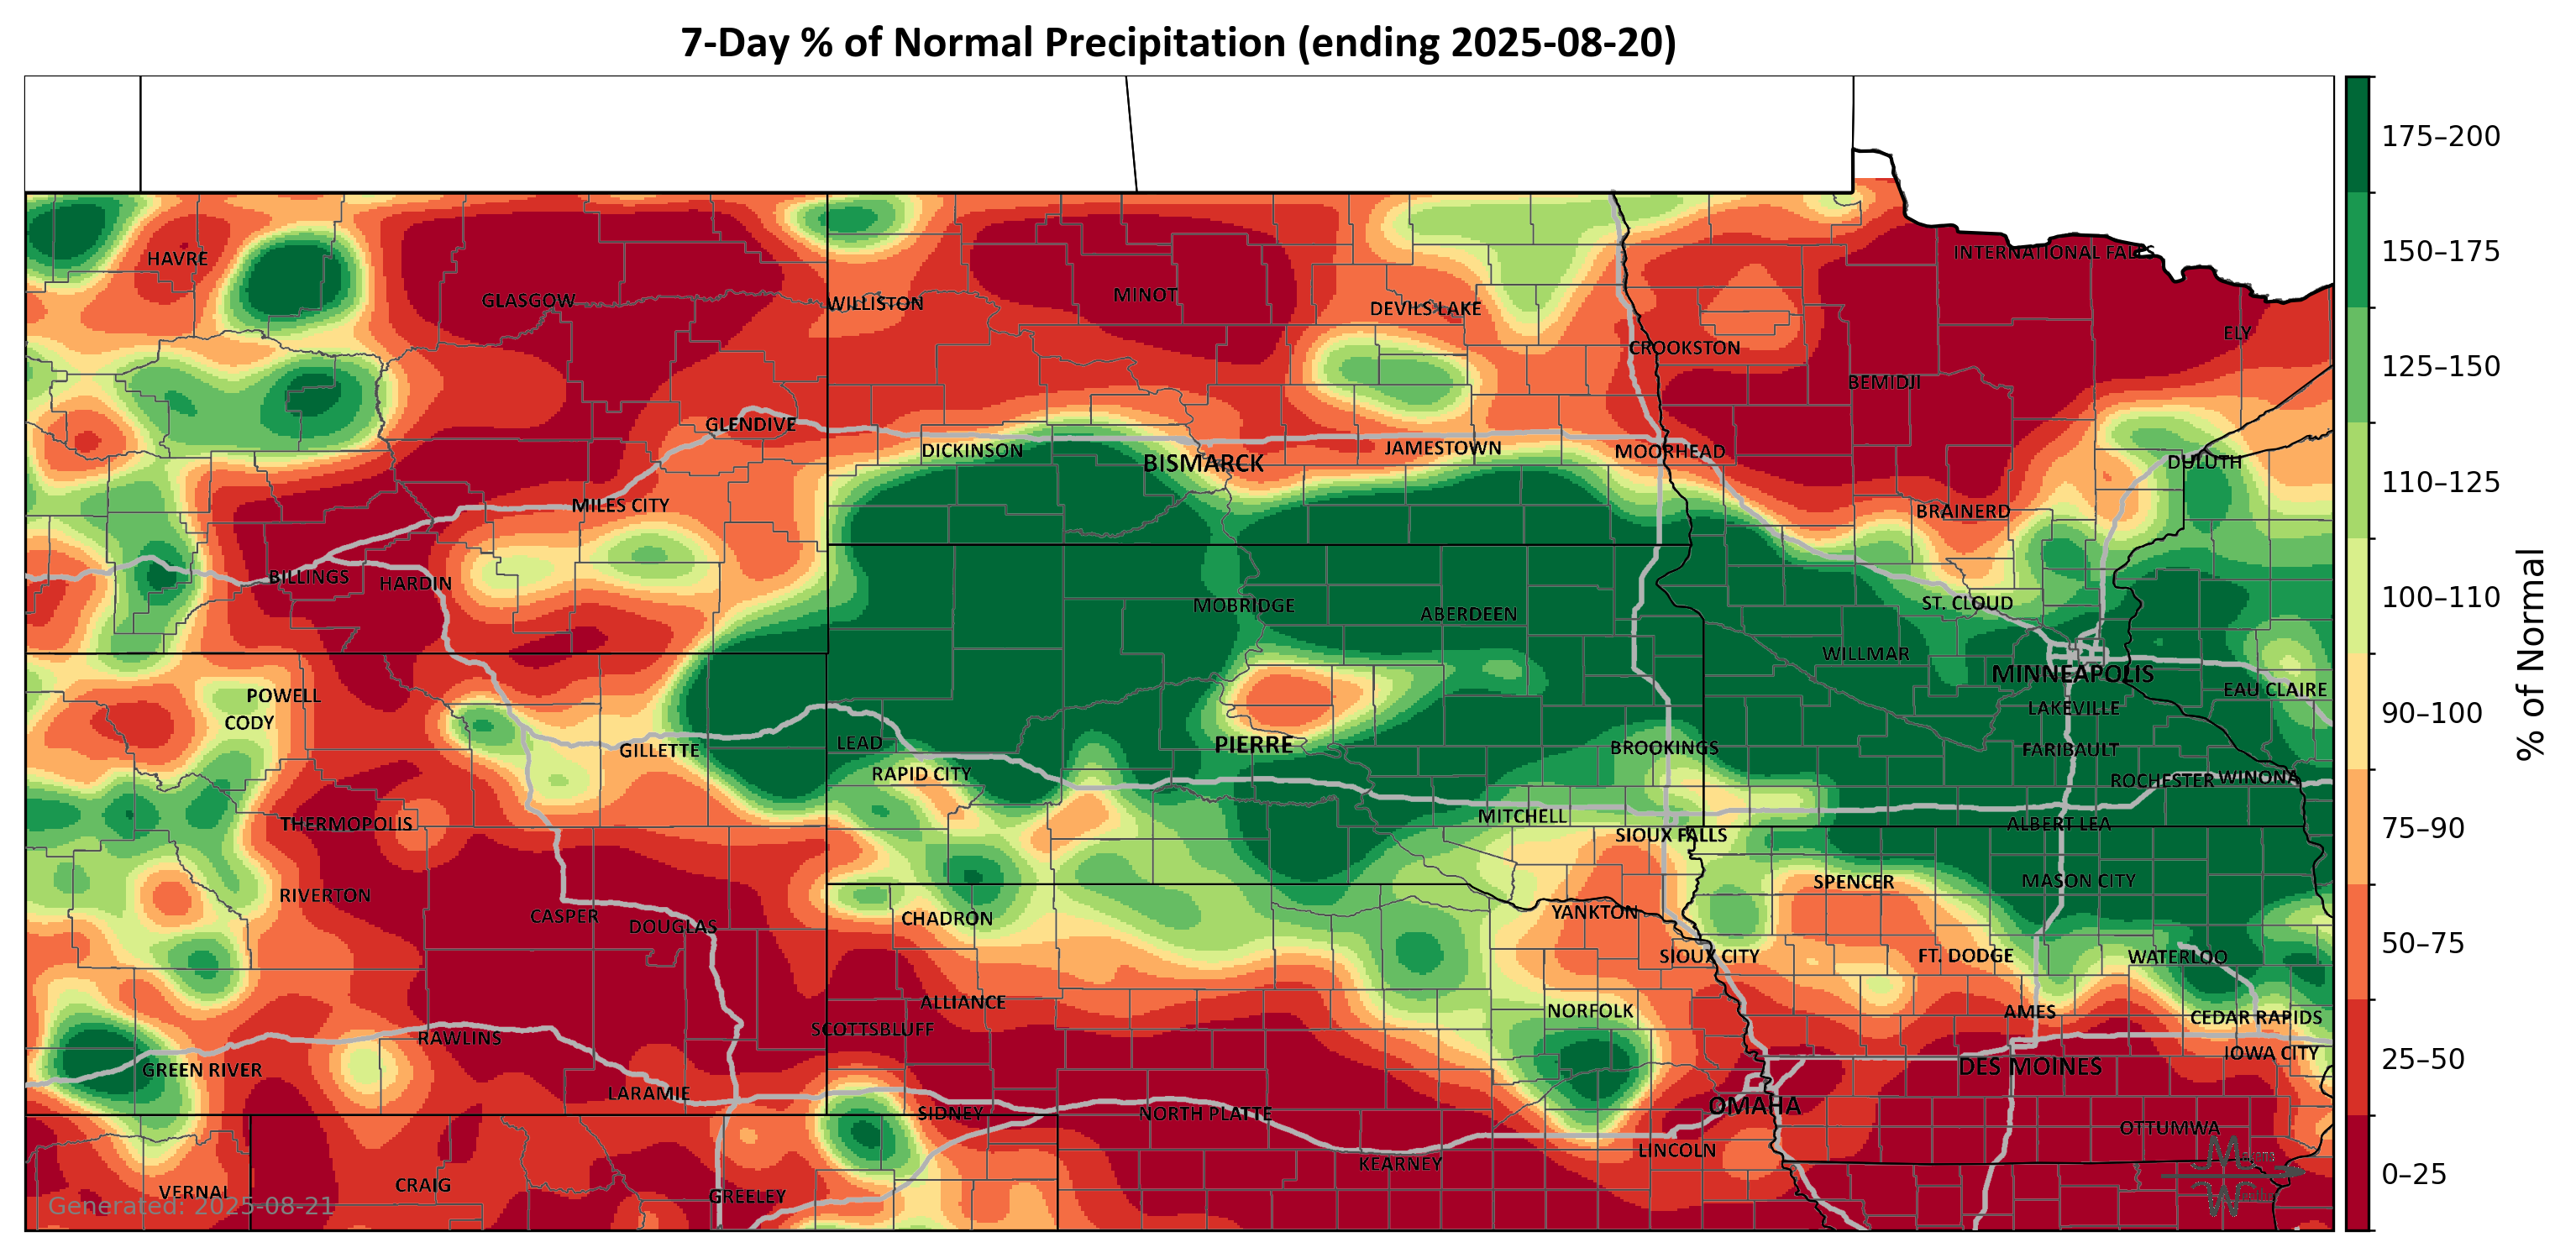 7-Day % of Normal Precipitation (ending 2025-08-20)
175–200
150–175
125–150
110–125
100–110
90–100
75–90
50–75
25–50
0–25
% of Normal
HAVRE
INTERNATIONAL FALLS
GLASGOW
WILLISTON
MINOT
DEVILS LAKE
ELY
CROOKSTON
BEMIDJI
GLENDIVE
DICKINSON
BISMARCK
JAMESTOWN
MOORHEAD
DULUTH
MILES CITY
BRAINERD
BILLINGS
HARDIN
MOBRIDGE
ABERDEEN
ST. CLOUD
WILLMAR
MINNEAPOLIS
POWELL
CODY
EAU CLAIRE
LAKEVILLE
GILLETTE
LEAD
PIERRE
BROOKINGS
FARIBAULT
RAPID CITY
ROCHESTER
WINONA
THERMOPOLIS
MITCHELL
SIOUX FALLS
ALBERT LEA
RIVERTON
SPENCER
MASON CITY
CASPER
DOUGLAS
CHADRON
YANKTON
SIOUX CITY
FT. DODGE
WATERLOO
ALLIANCE
NORFOLK
AMES
CEDAR RAPIDS
SCOTTSBLUFF
RAWLINS
IOWA CITY
GREEN RIVER
DES MOINES
LARAMIE
SIDNEY
NORTH PLATTE
OMAHA
OTTUMWA
LINCOLN
KEARNEY
VERNAL
CRAIG
GREELEY
Generated: 2025-08-21